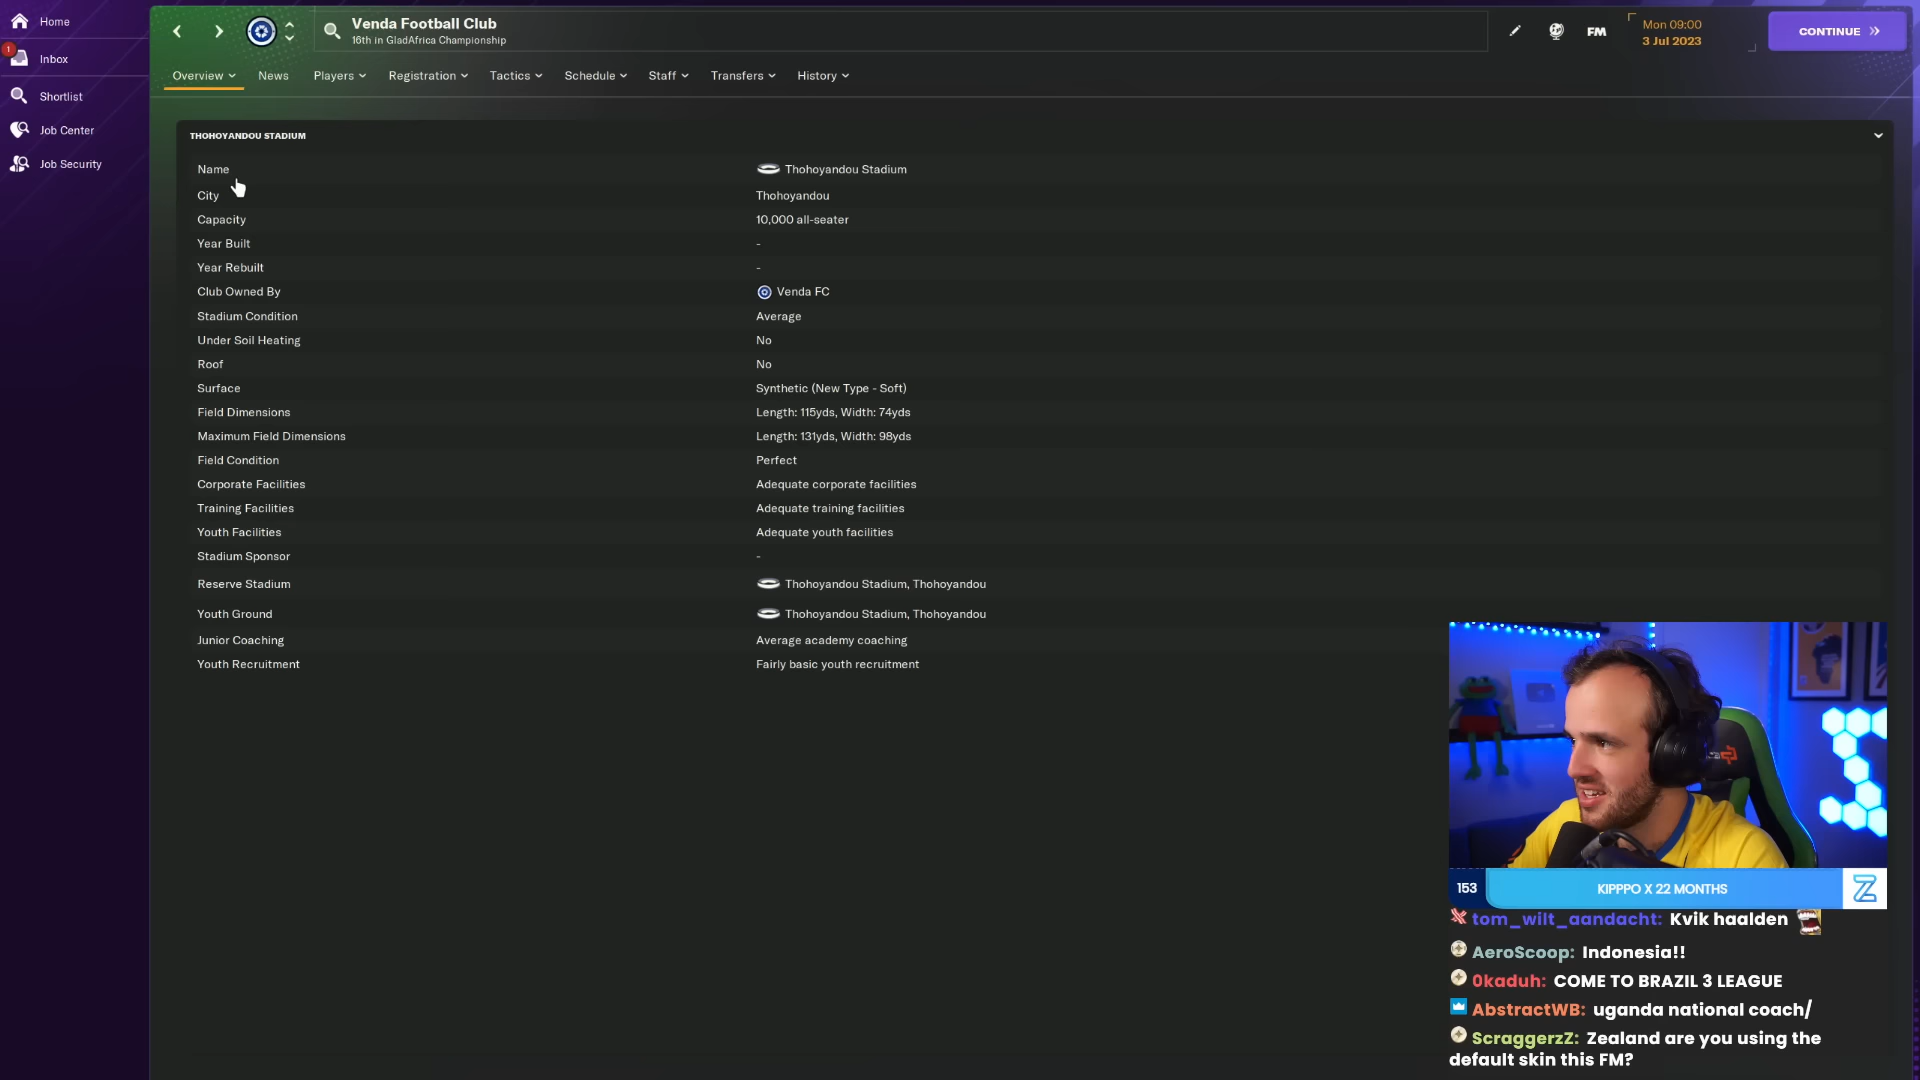 Home
1
Inbox
Shortlist
Job Center
Job Security
Venda Football Club
16th in GladAfrica Championship
FM
Mon 09:00
3 Jul 2023
CONTINUE
Overview
News
Players
Registration
Tactics
Schedule
Staff
Transfers
History
THOHOYANDOU STADIUM
Name Thohoyandou Stadium
City Thohoyandou
Capacity 10,000 all-seater
Year Built -
Year Rebuilt -
Club Owned By Venda FC
Stadium Condition Average
Under Soil Heating No
Roof No
Surface Synthetic (New Type - Soft)
Field Dimensions Length: 115yds, Width: 74yds
Maximum Field Dimensions Length: 131yds, Width: 98yds
Field Condition Perfect
Corporate Facilities Adequate corporate facilities
Training Facilities Adequate training facilities
Youth Facilities Adequate youth facilities
Stadium Sponsor -
Reserve Stadium Thohoyandou Stadium, Thohoyandou
Youth Ground Thohoyandou Stadium, Thohoyandou
Junior Coaching Average academy coaching
Youth Recruitment Fairly basic youth recruitment
153 KIPPPO X 22 MONTHS Z
tom_wilt_aandacht: Kvik haalden
AeroScoop: Indonesia!!
0kaduh: COME TO BRAZIL 3 LEAGUE
AbstractWB: uganda national coach/
ScraggerzZ: Zealand are you using the
default skin this FM?